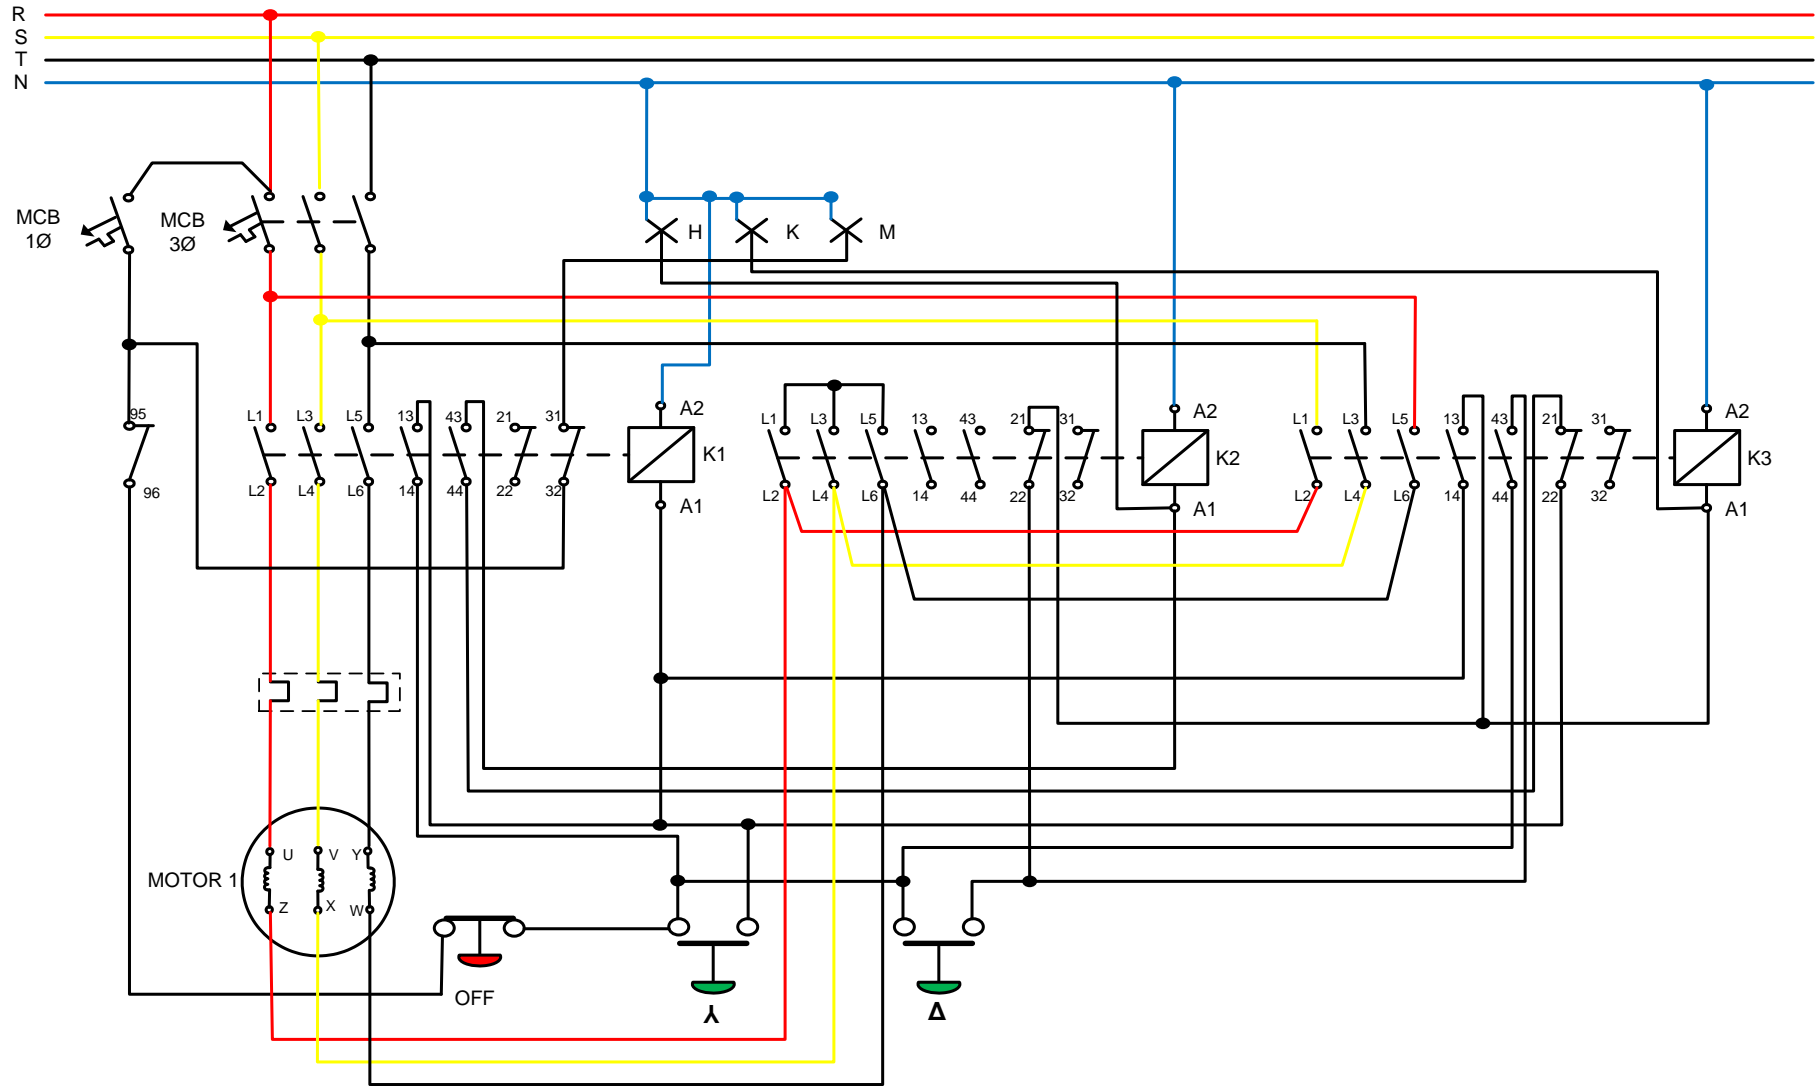 R
S
T
N
MCB
1Ø
MCB
3Ø
H
K
M
95
L1
L3
L5
13
43
21
31
A2
K1
96
L2
L4
L6
14
44
22
32
A1
L1
L3
L5
13
43
21
31
A2
K2
L2
L4
L6
14
44
22
32
A1
L1
L3
L5
13
43
21
31
A2
K3
L2
L4
L6
14
44
22
32
A1
U
V
Y
MOTOR 1
Z
X
W
OFF
⅄
Δ